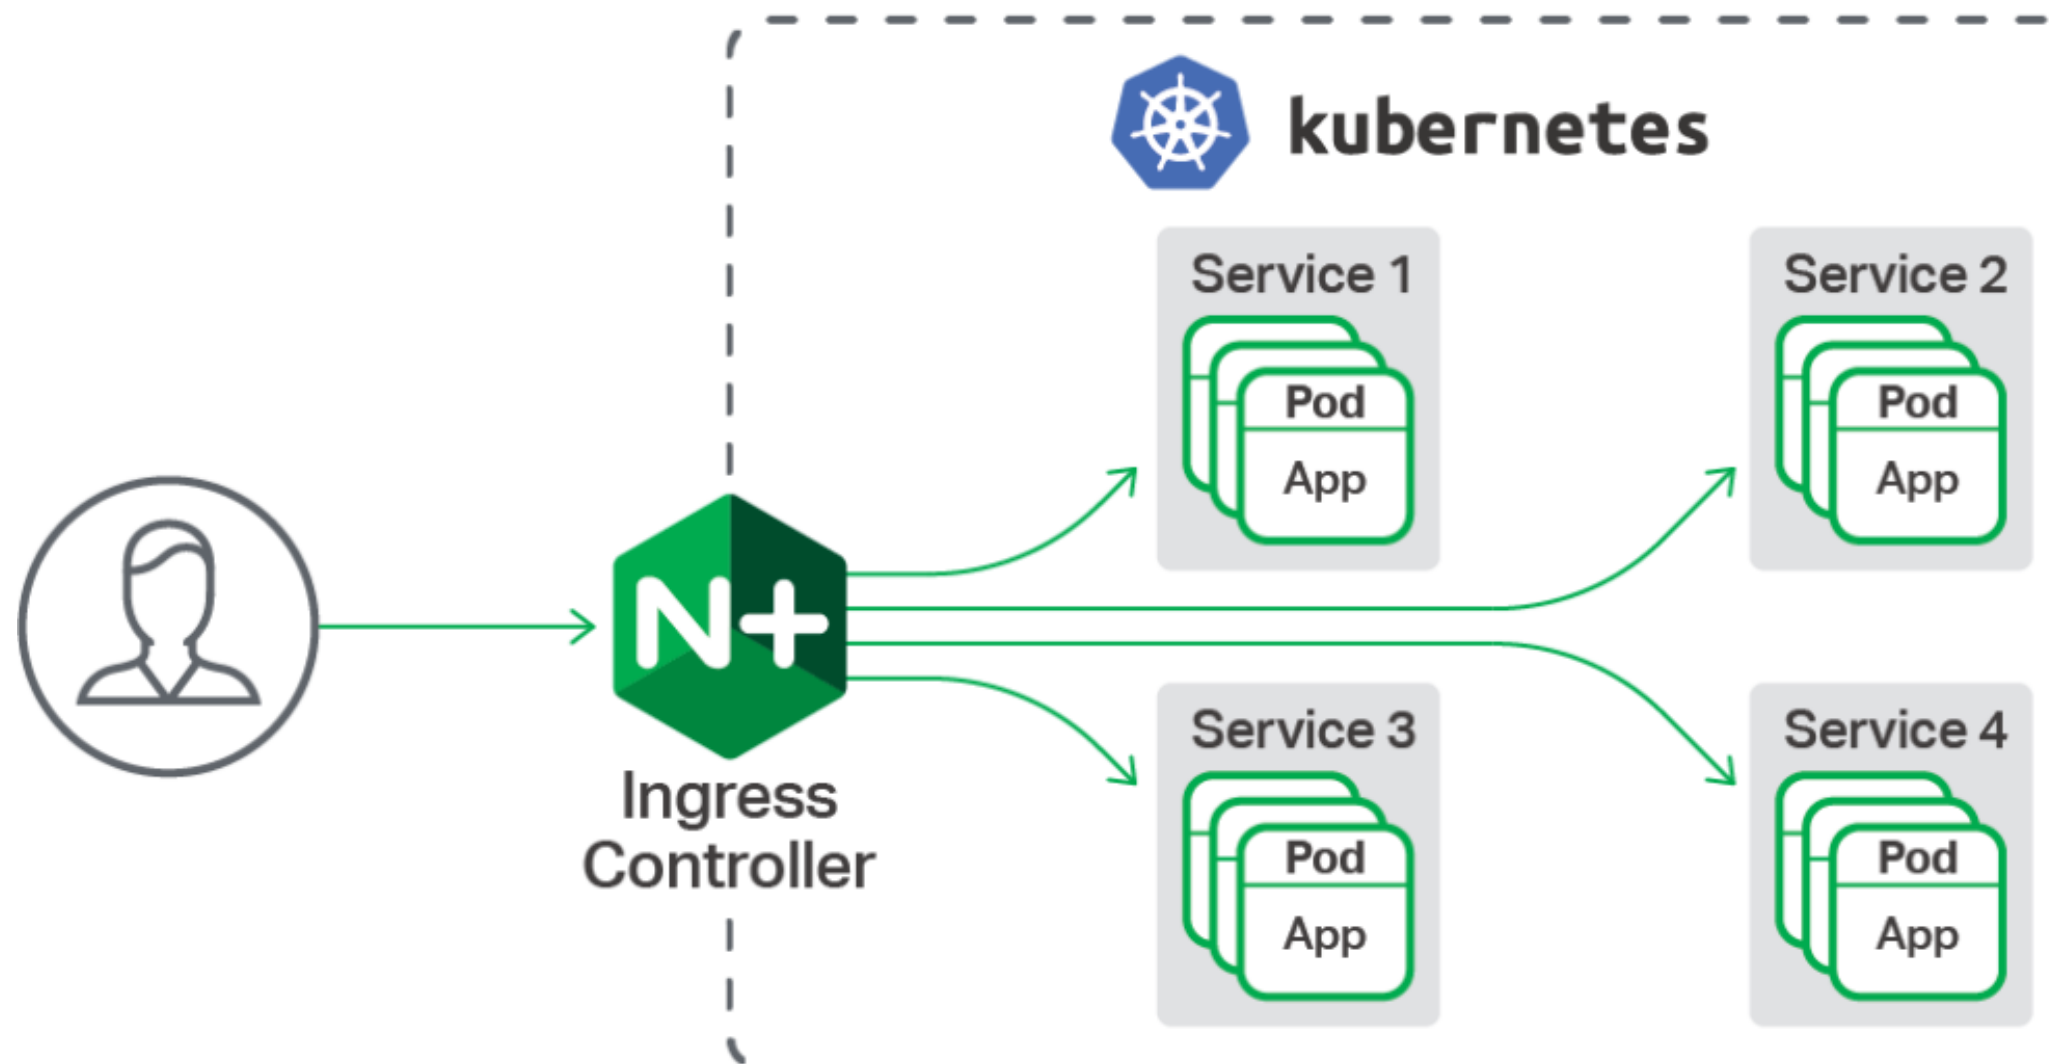 kubernetes
Service 1
Pod
App
Service 2
Pod
App
N+
Ingress
Controller
Service 3
Pod
App
Service 4
Pod
App